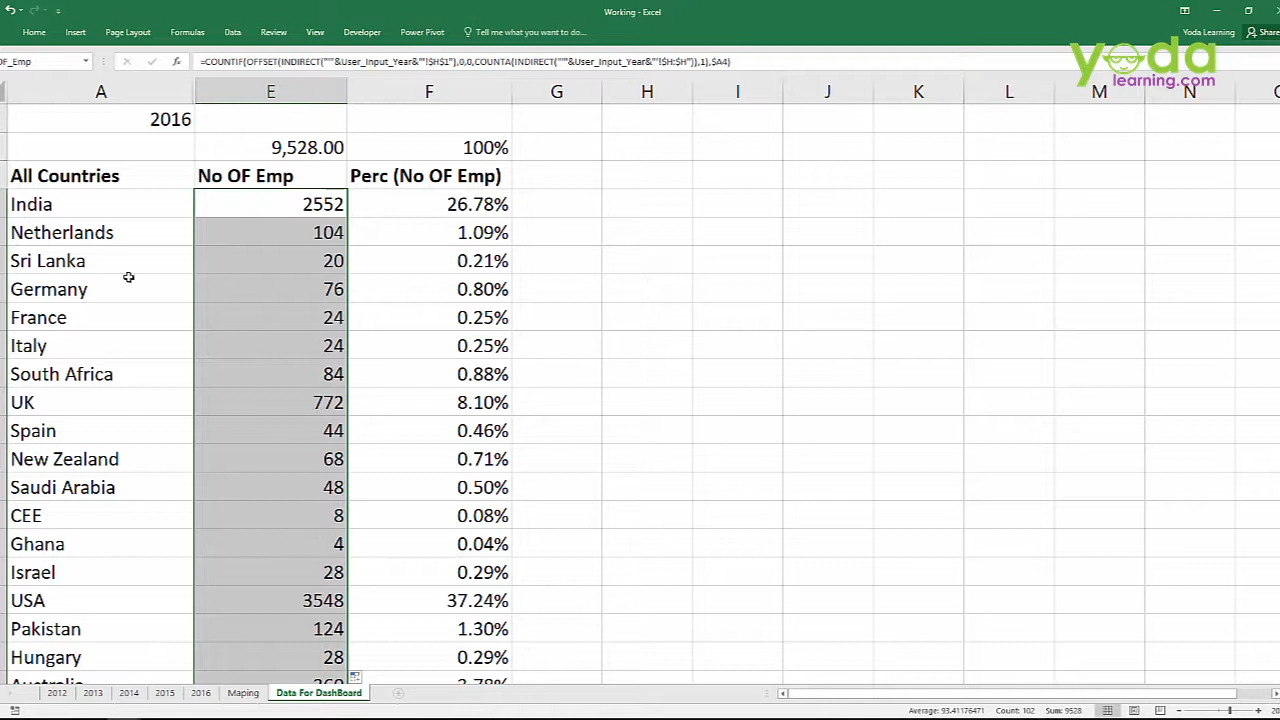 Working - Excel
Home Insert Page Layout Formulas Data Review View Developer Power Pivot Tell me what you want to do... Yoda Learning Share
yoda
learning.com
OF_Emp =COUNTIF(OFFSET(INDIRECT("'"&User_Input_Year&"'!$H$1"),0,0,COUNTA(INDIRECT("'"&User_Input_Year&"'!$H:$H")),1),$A4)
A E F G H I J K L M N
2016
9,528.00 100%
All Countries No OF Emp Perc (No OF Emp)
India 2552 26.78%
Netherlands 104 1.09%
Sri Lanka 20 0.21%
Germany 76 0.80%
France 24 0.25%
Italy 24 0.25%
South Africa 84 0.88%
UK 772 8.10%
Spain 44 0.46%
New Zealand 68 0.71%
Saudi Arabia 48 0.50%
CEE 8 0.08%
Ghana 4 0.04%
Israel 28 0.29%
USA 3548 37.24%
Pakistan 124 1.30%
Hungary 28 0.29%
Australia 360 3.78%
2012 2013 2014 2015 2016 Maping Data For DashBoard
Average: 93.41176471 Count: 102 Sum: 9528